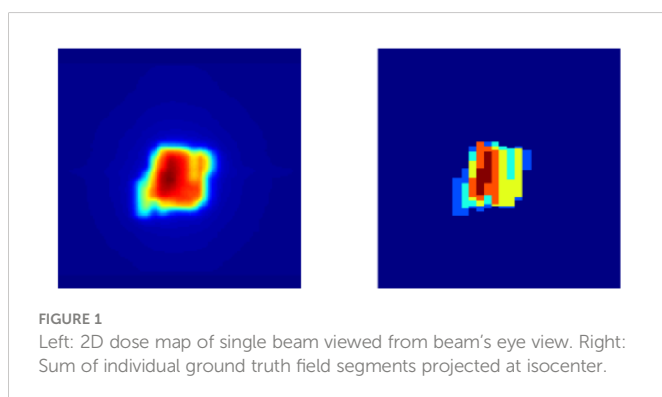 FIGURE 1
Left: 2D dose map of single beam viewed from beam's eye view. Right:
Sum of individual ground truth field segments projected at isocenter.